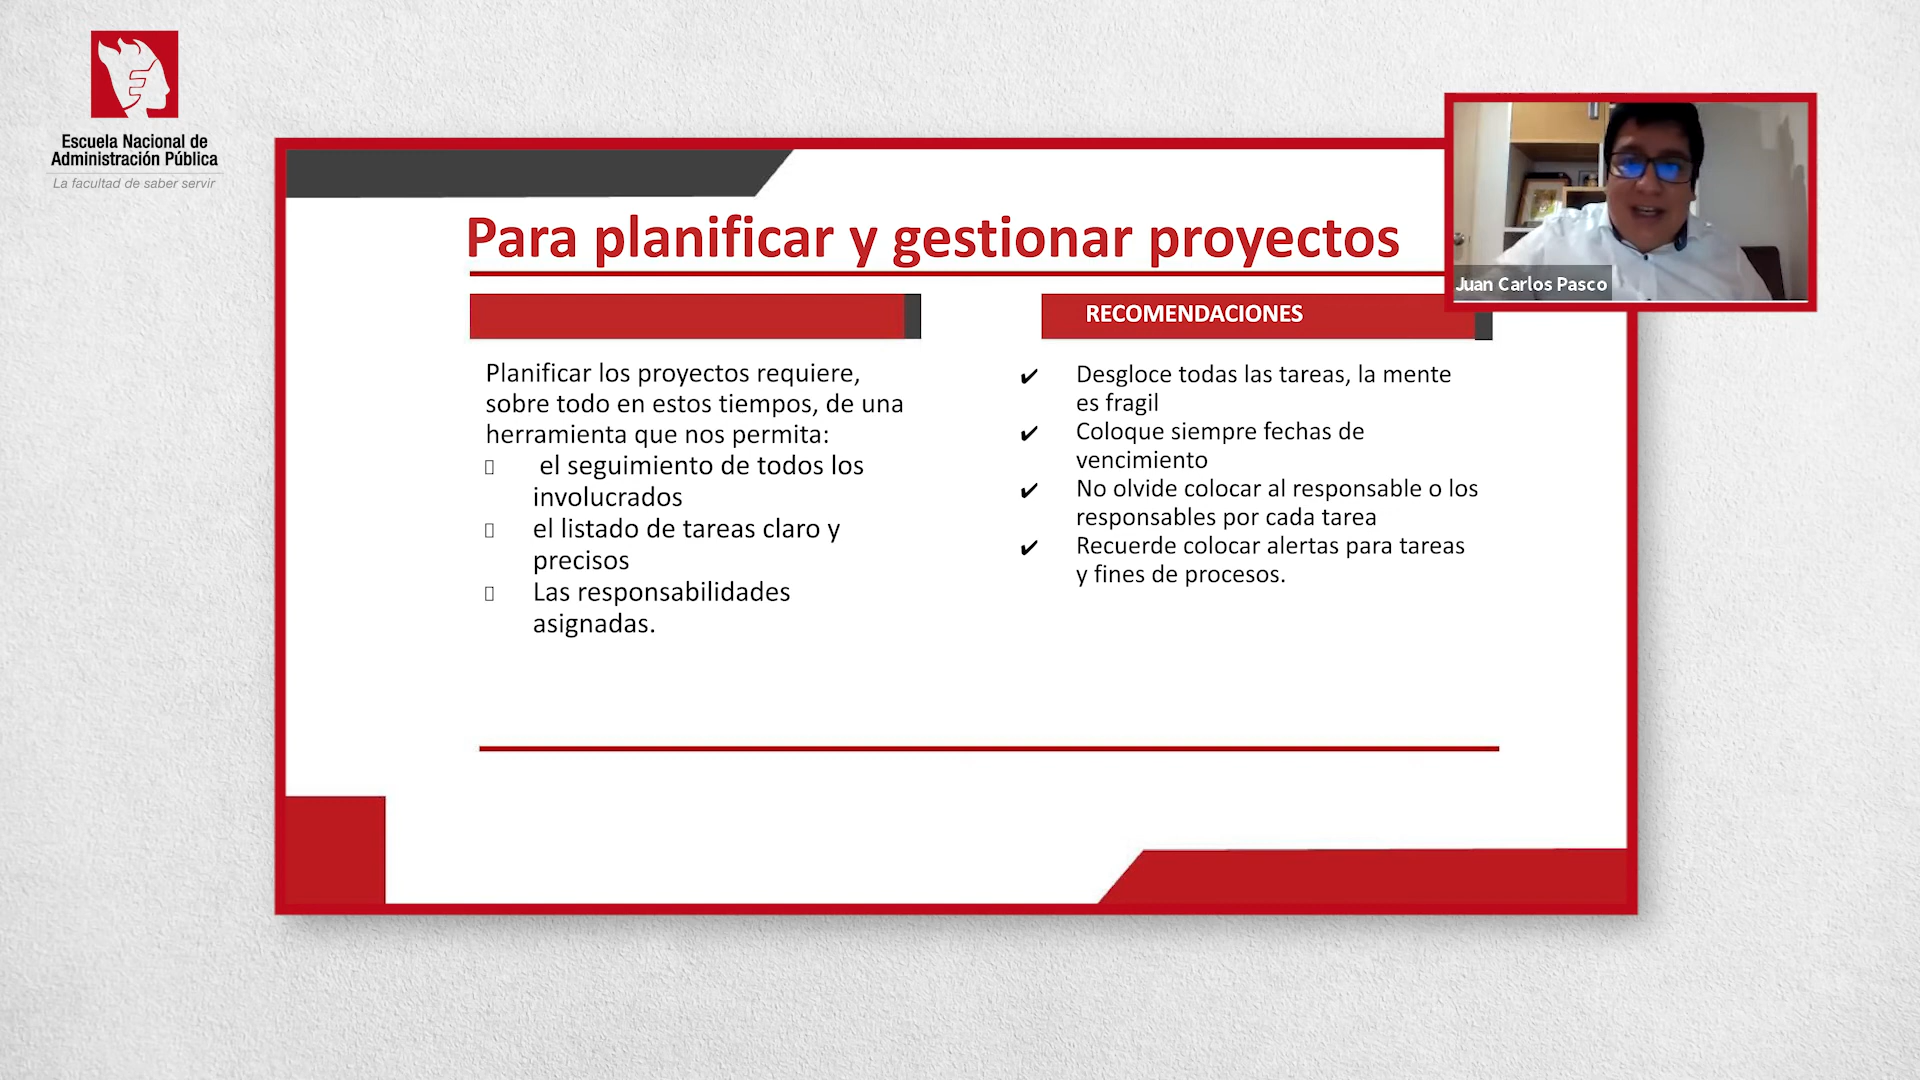 Escuela Nacional de
Administración Pública
La facultad de saber servir
Para planificar y gestionar proyectos
Planificar los proyectos requiere,
sobre todo en estos tiempos, de una
herramienta que nos permita:
el seguimiento de todos los
involucrados
el listado de tareas claro y
precisos
Las responsabilidades
asignadas.
RECOMENDACIONES
✔ Desgloce todas las tareas, la mente
es fragil
✔ Coloque siempre fechas de
vencimiento
✔ No olvide colocar al responsable o los
responsables por cada tarea
✔ Recuerde colocar alertas para tareas
y fines de procesos.
Juan Carlos Pasco